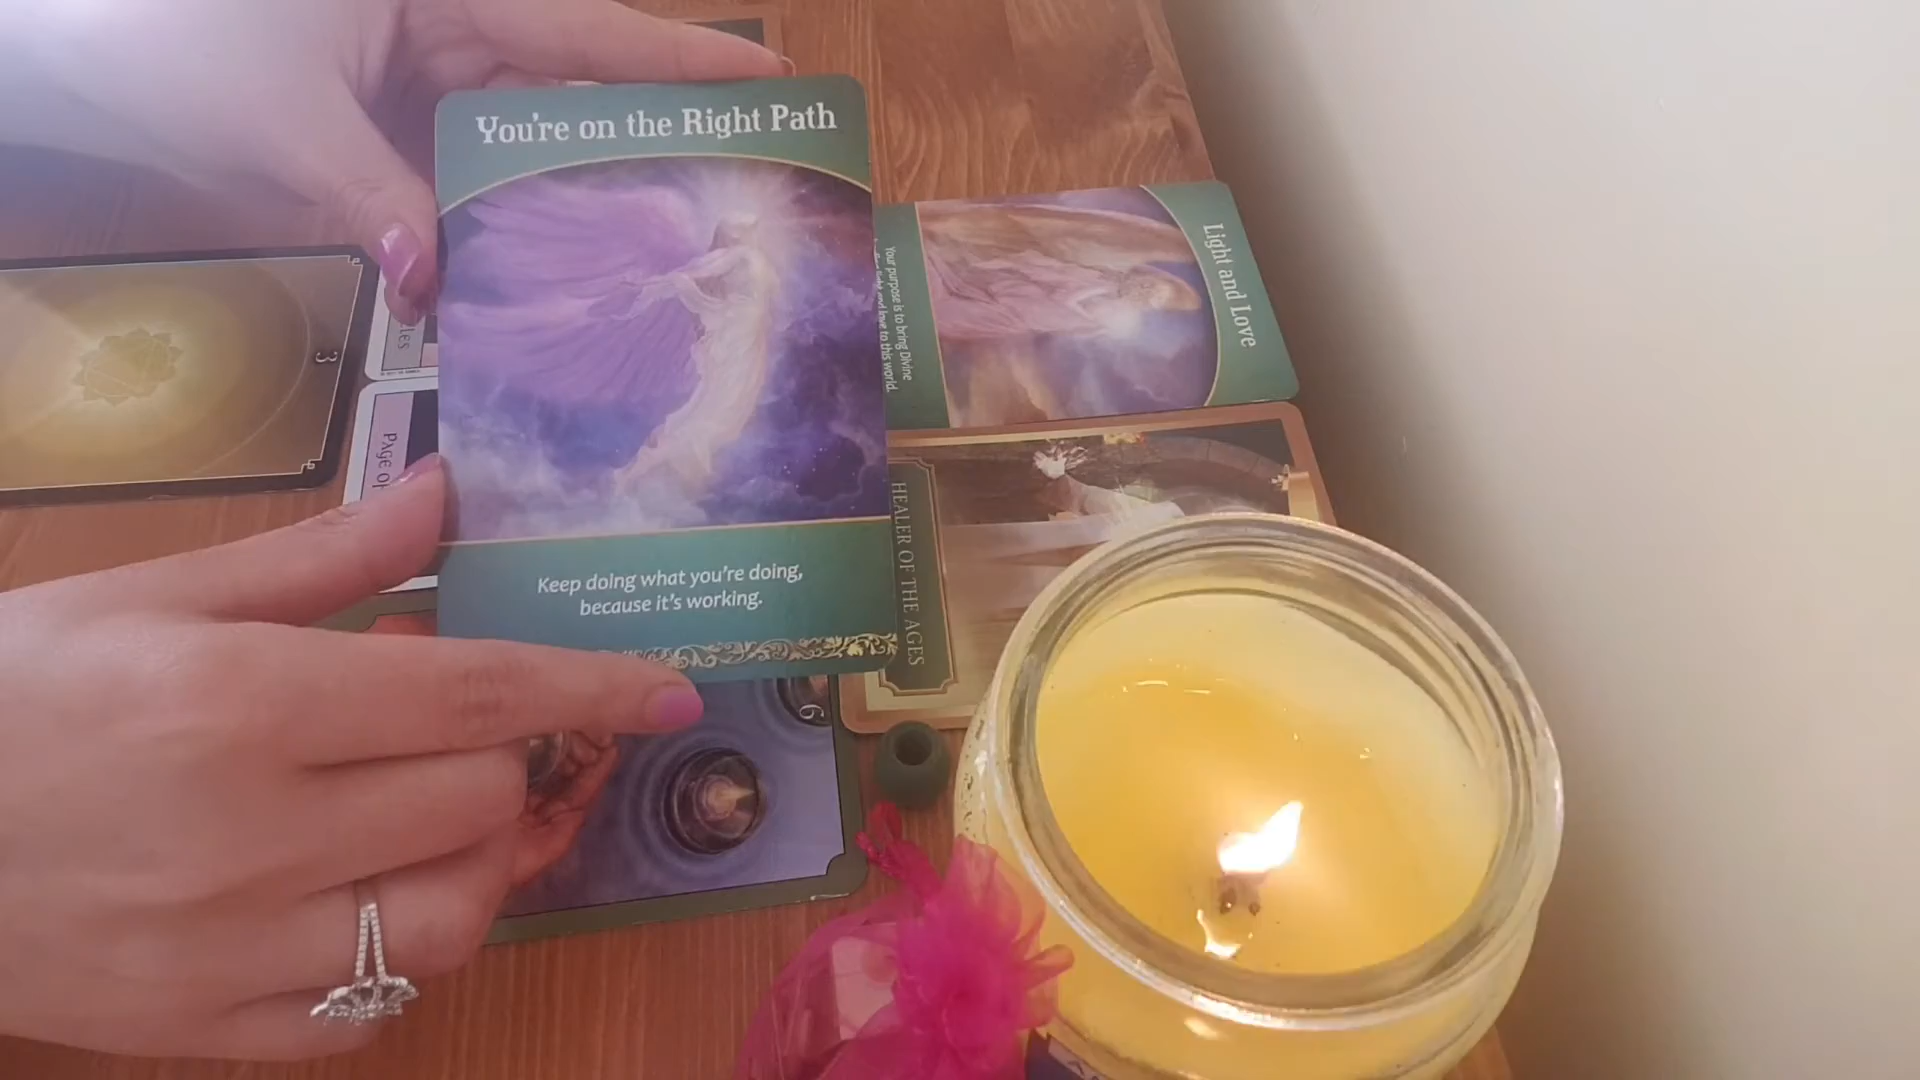 You're on the Right Path
Keep doing what you're doing,
because it's working.
Light and Love
Your purpose is to bring Divine
light and love to this world.
HEALER OF THE AGES
3
PAGE OF
6